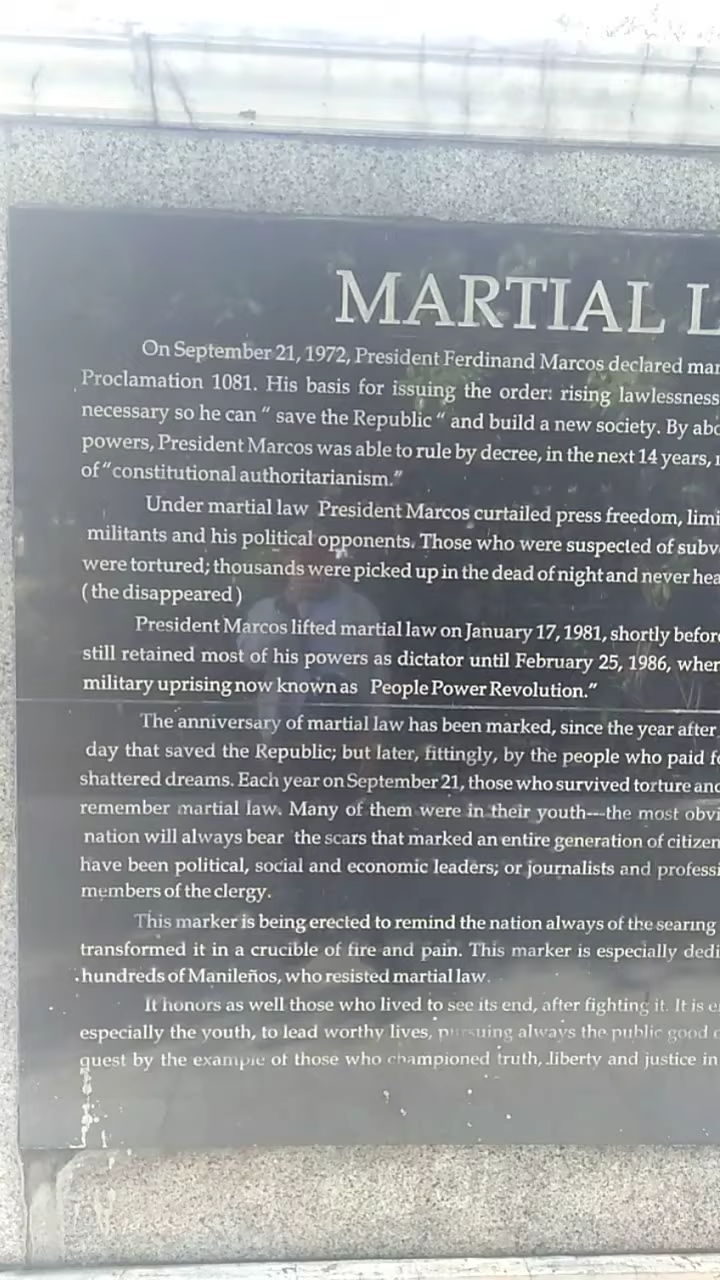 MARTIAL L
On September 21, 1972, President Ferdinand Marcos declared mar
Proclamation 1081. His basis for issuing the order: rising lawlessness
necessary so he can “ save the Republic “ and build a new society. By abo
powers, President Marcos was able to rule by decree, in the next 14 years,
of “constitutional authoritarianism.”
Under martial law President Marcos curtailed press freedom, limi
militants and his political opponents. Those who were suspected of subv
were tortured; thousands were picked up in the dead of night and never hea
( the disappeared )
President Marcos lifted martial law on January 17, 1981, shortly before
still retained most of his powers as dictator until February 25, 1986, when
military uprising now known as People Power Revolution.”
The anniversary of martial law has been marked, since the year after
day that saved the Republic; but later, fittingly, by the people who paid fo
shattered dreams. Each year on September 21, those who survived torture and
remember martial law. Many of them were in their youth---the most obvi
nation will always bear the scars that marked an entire generation of citizen
have been political, social and economic leaders; or journalists and professi
members of the clergy.
This marker is being erected to remind the nation always of the searing
transformed it in a crucible of fire and pain. This marker is especially dedi
hundreds of Manileños, who resisted martial law.
It honors as well those who lived to see its end, after fighting it. It is e
especially the youth, to lead worthy lives, pursuing always the public good
quest by the example of those who championed truth, liberty and justice in